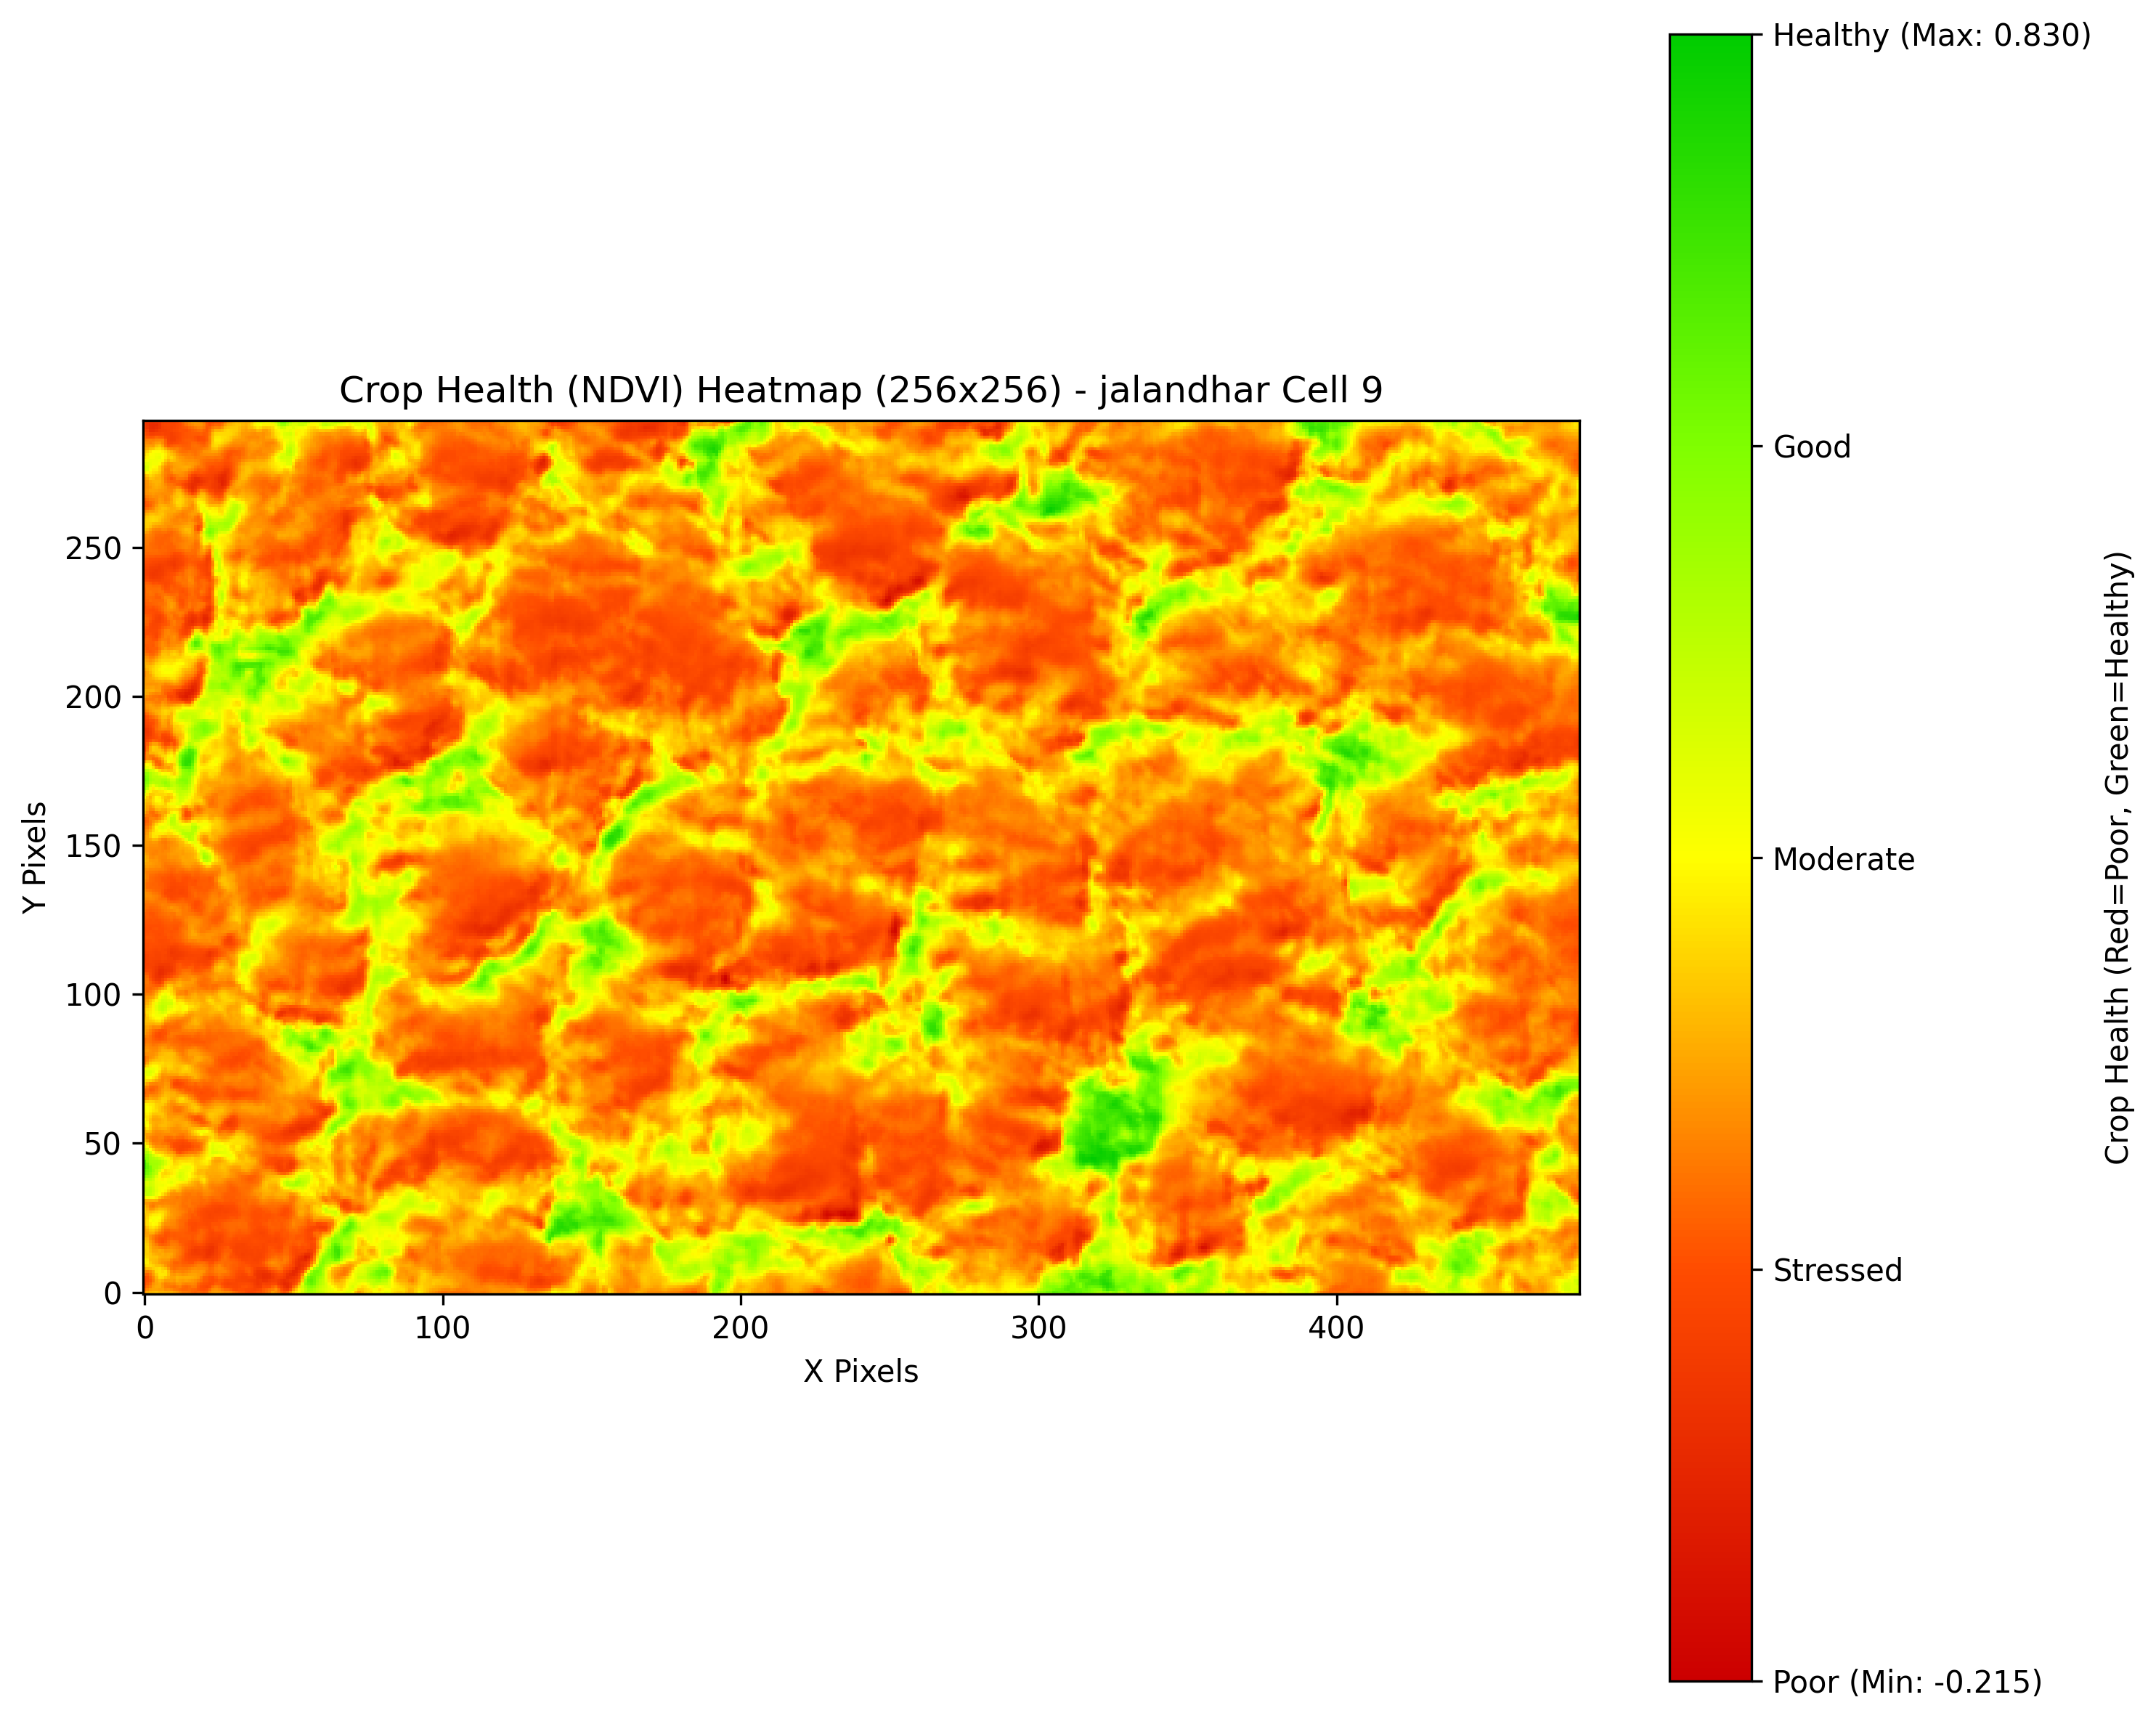 Crop Health (NDVI) Heatmap (256x256) - jalandhar Cell 9
Y Pixels
250
200
150
100
50
0
0 100 200 300 400
X Pixels
Healthy (Max: 0.830)
Good
Moderate
Stressed
Poor (Min: -0.215)
Crop Health (Red=Poor, Green=Healthy)